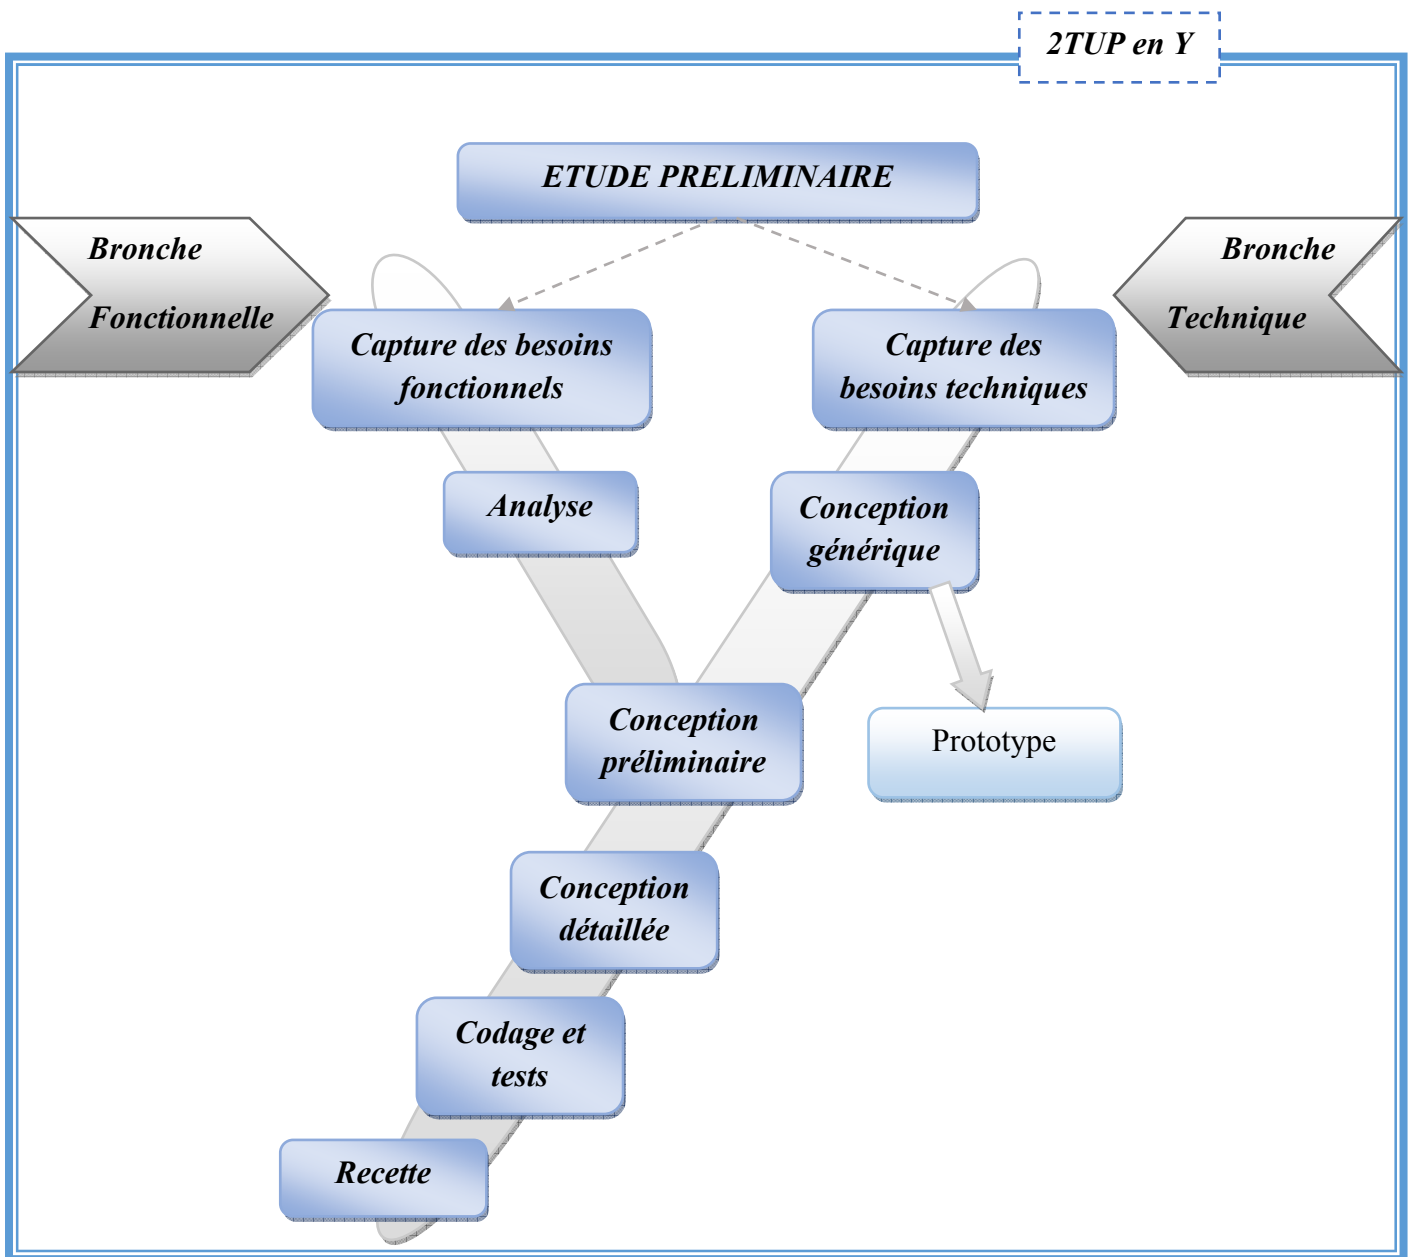 2TUP en Y
ETUDE PRELIMINAIRE
Bronche
Fonctionnelle
Bronche
Technique
Capture des besoins
fonctionnels
Capture des
besoins techniques
Analyse
Conception
générique
Conception
préliminaire
Prototype
Conception
détaillée
Codage et
tests
Recette